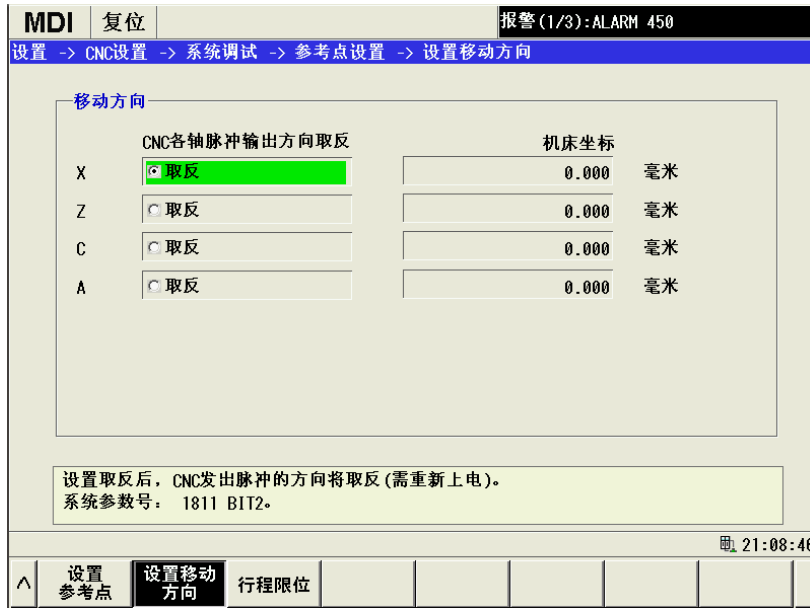 MDI 复位 报警(1/3):ALARM 450
设置 -> CNC设置 -> 系统调试 -> 参考点设置 -> 设置移动方向
移动方向
CNC各轴脉冲输出方向取反 机床坐标
X 取反 0.000 毫米
Z 取反 0.000 毫米
C 取反 0.000 毫米
A 取反 0.000 毫米
设置取反后，CNC发出脉冲的方向将取反(需重新上电)。
系统参数号： 1811 BIT2。
21:08:46
设置 设置移动
参考点 方向 行程限位